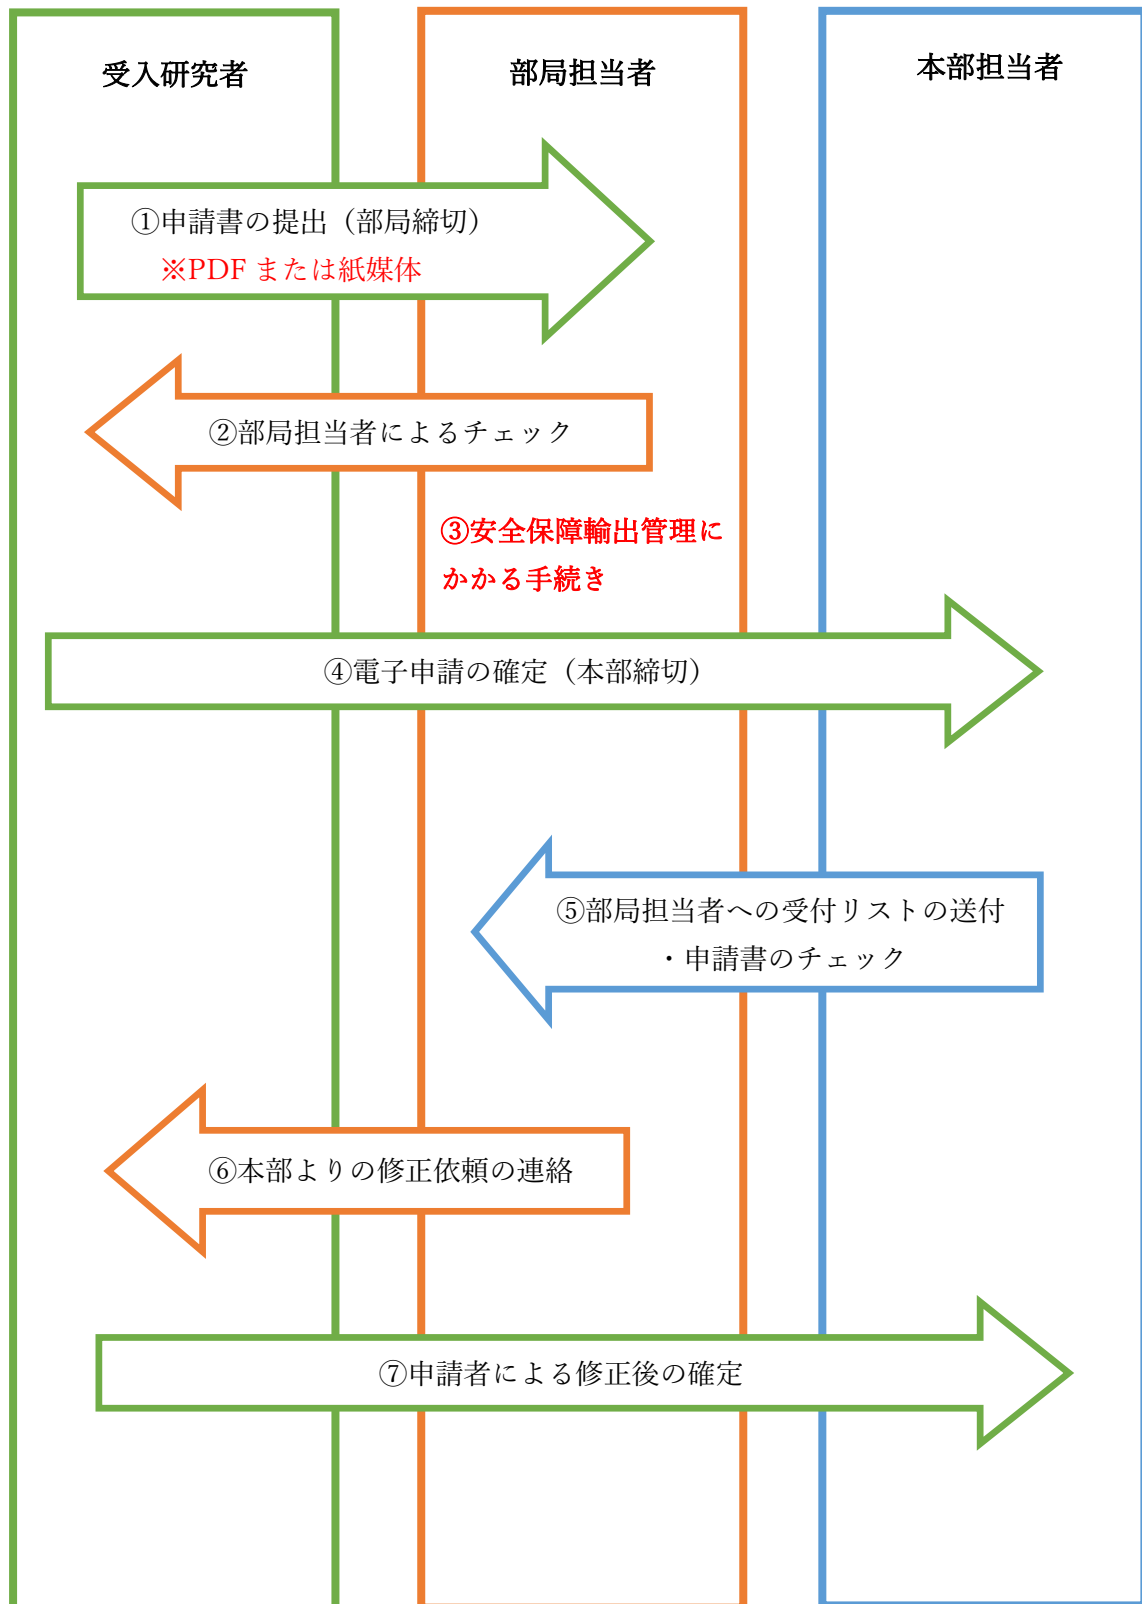 受入研究者
部局担当者
本部担当者
①申請書の提出（部局締切）
※PDF または紙媒体
②部局担当者によるチェック
③安全保障輸出管理に
かかる手続き
④電子申請の確定（本部締切）
⑤部局担当者への受付リストの送付
・申請書のチェック
⑥本部よりの修正依頼の連絡
⑦申請者による修正後の確定